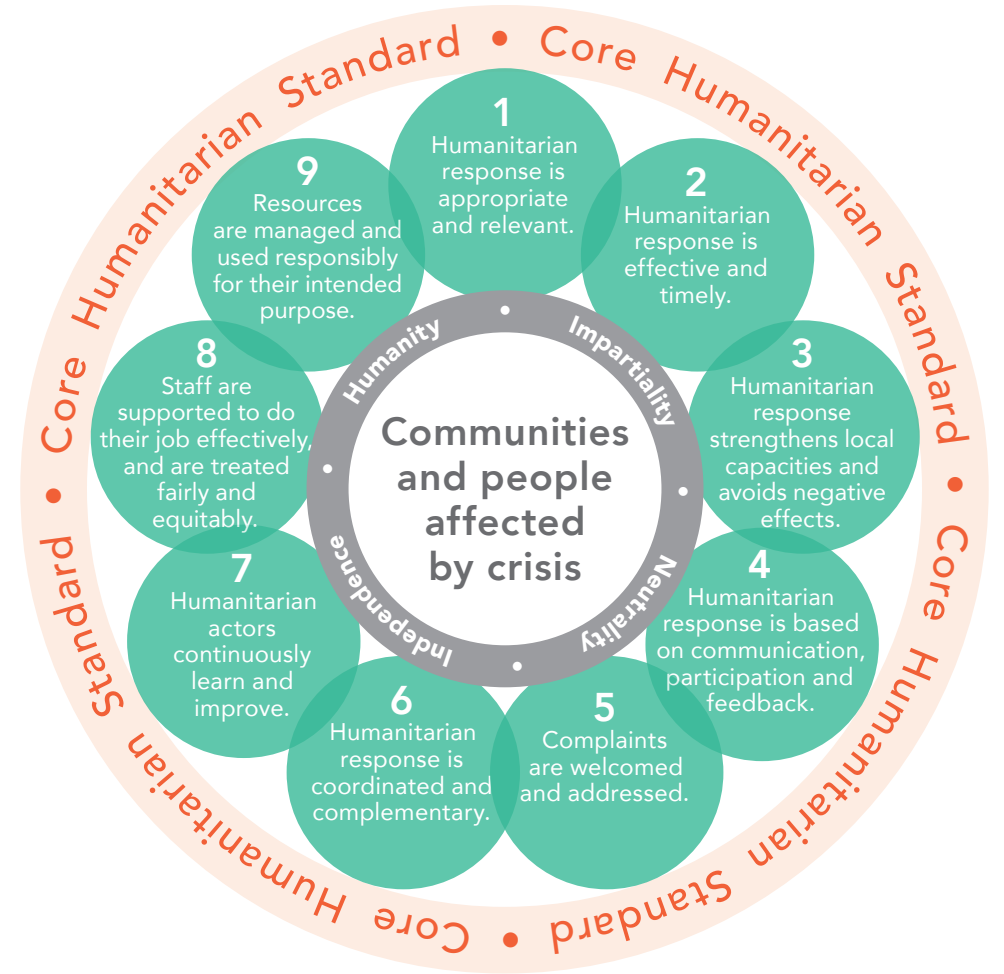 Core Humanitarian Standard • Core Humanitarian Standard • Core Humanitarian Standard • Core Humanitarian Standard •
1
Humanitarian
response is
appropriate
and relevant.
2
Humanitarian
response is
effective and
timely.
3
Humanitarian
response
strengthens local
capacities and
avoids negative
effects.
4
Humanitarian
response is based
on communication,
participation and
feedback.
5
Complaints
are welcomed
and addressed.
6
Humanitarian
response is
coordinated and
complementary.
7
Humanitarian
actors
continuously
learn and
improve.
8
Staff are
supported to do
their job effectively,
and are treated
fairly and
equitably.
9
Resources
are managed and
used responsibly
for their intended
purpose.
Humanity • Impartiality • Neutrality • Independence •
Communities
and people
affected
by crisis